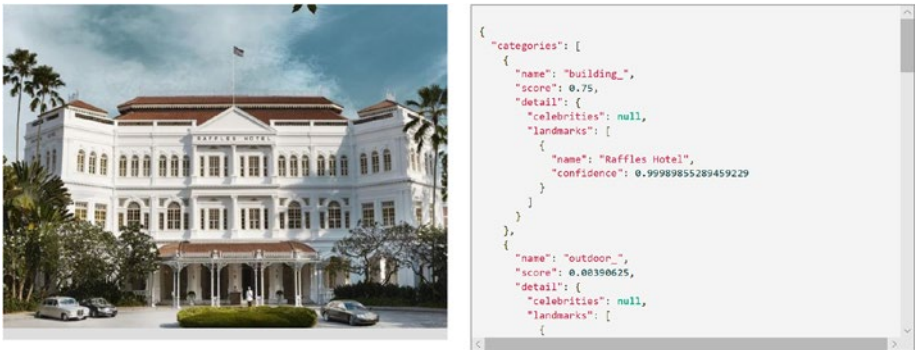 RAFFLES HOTEL
{
"categories": [
{
"name": "building_",
"score": 0.75,
"detail": {
"celebrities": null,
"landmarks": [
{
"name": "Raffles Hotel",
"confidence": 0.99989855289459229
}
]
}
},
{
"name": "outdoor_",
"score": 0.00390625,
"detail": {
"celebrities": null,
"landmarks": [
{